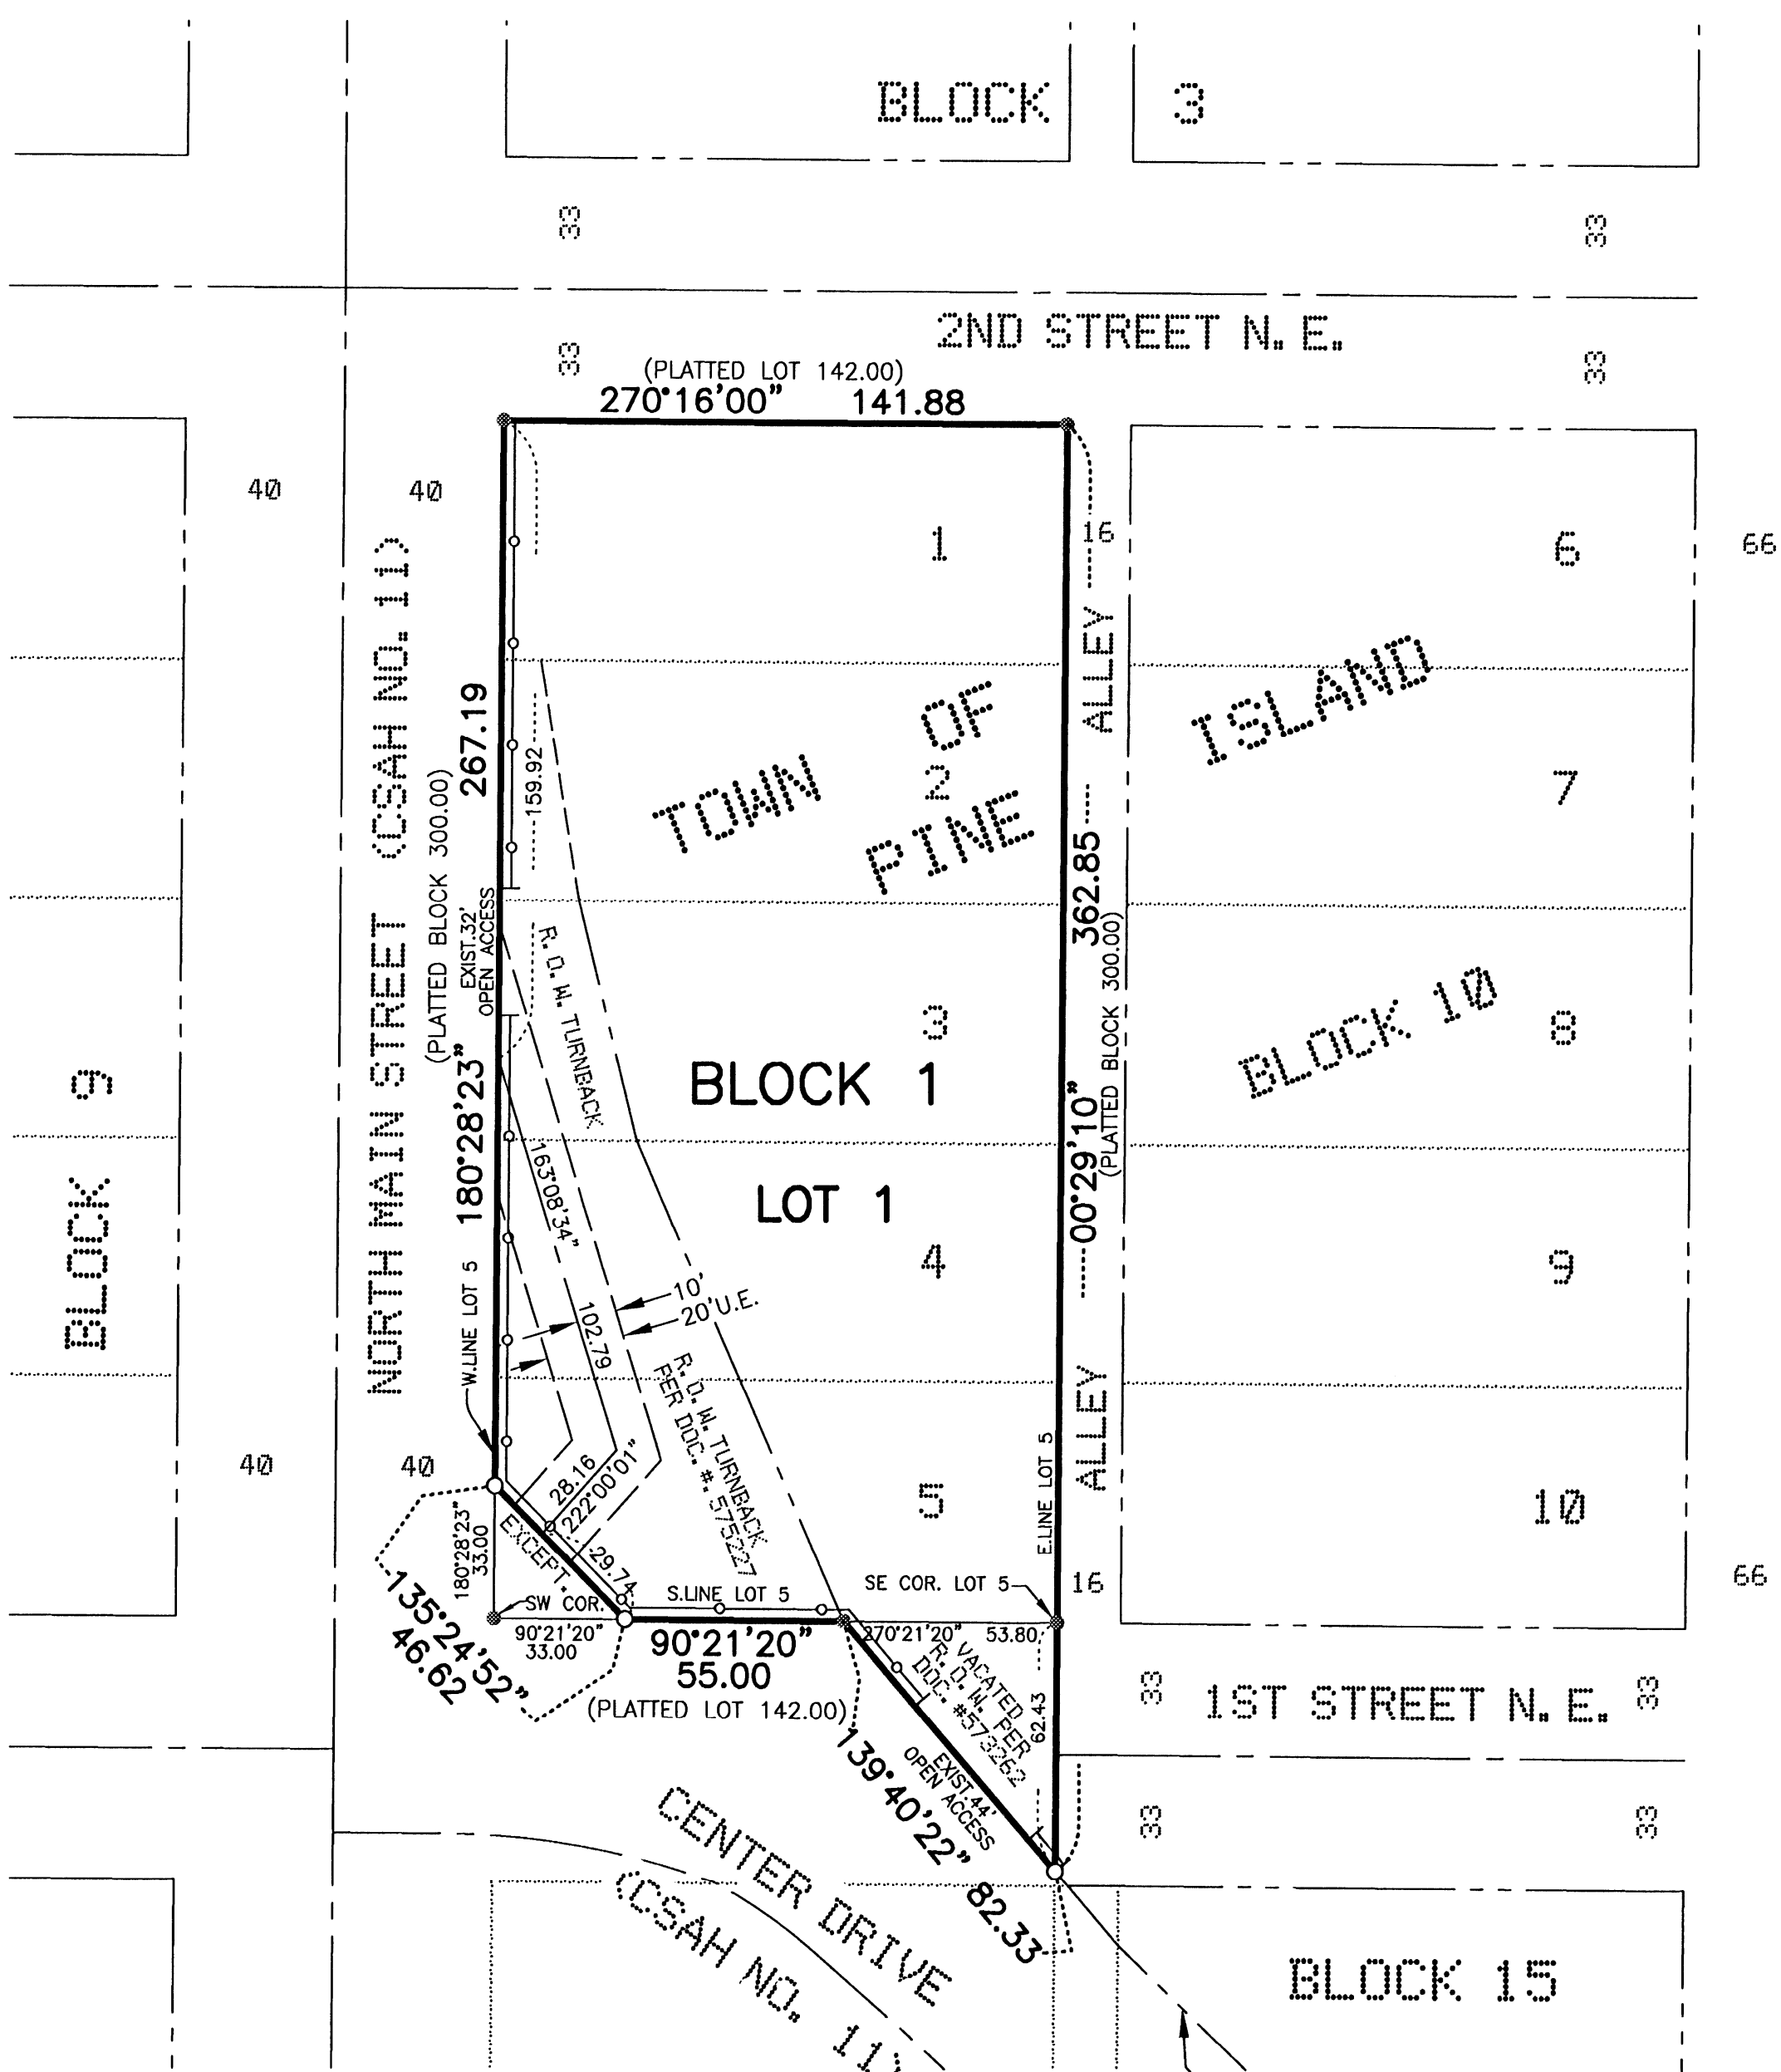 BLOCK 3
33
33
2ND STREET N.E.
33
33
(PLATTED LOT 142.00)
270°16'00" 141.88
40
40
1
16
6
66
NORTH MAIN STREET (CSAH NO. 11)
(PLATTED BLOCK 300.00)
180°28'23" 267.19
159.92
EXIST.32'
OPEN ACCESS
TOWN OF
PINE ISLAND
2
ALLEY
7
362.85
00°29'10"
(PLATTED BLOCK 300.00)
BLOCK 10
R.O.W. TURNBACK
3
8
BLOCK 9
BLOCK 1
LOT 1
163°08'34"
102.79
4
9
10'
20'U.E.
W.LINE LOT 5
R.O.W. TURNBACK
PER DOC. #. 575227
ALLEY
E.LINE LOT 5
40
40
5
10
28.16
222°00'01"
29.74
EXCEPT.
180°28'23"
33.00
SW COR.
S.LINE LOT 5
SE COR. LOT 5
16
66
90°21'20"
33.00
90°21'20"
55.00
(PLATTED LOT 142.00)
270°21'20" 53.80
135°24'52"
46.62
VACATED
R.O.W. PER
DOC. #573262
62.43
EXIST.44'
OPEN ACCESS
139°40'22" 82.33
33
1ST STREET N.E.
33
33
33
CENTER DRIVE
(CSAH NO. 11)
BLOCK 15